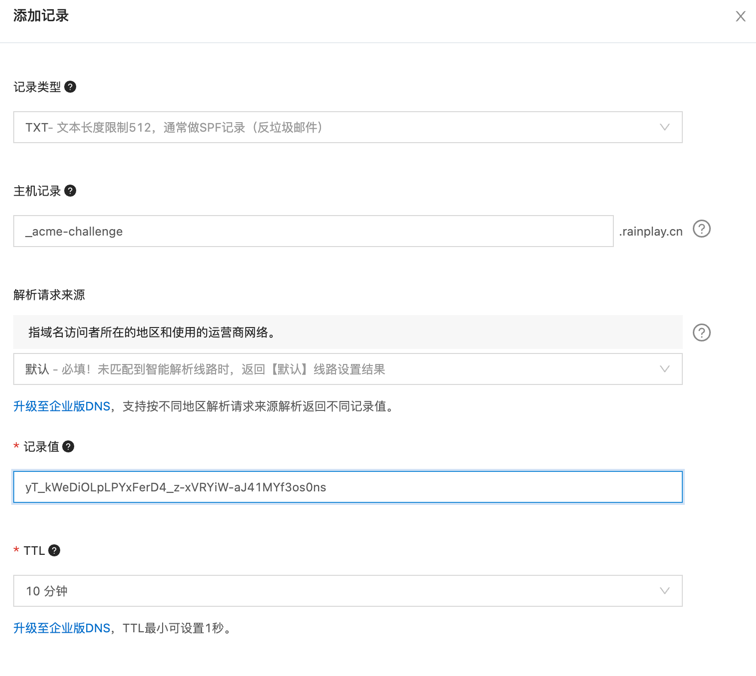 添加记录
记录类型
TXT- 文本长度限制512，通常做SPF记录（反垃圾邮件）
主机记录
_acme-challenge .rainplay.cn
解析请求来源
指域名访问者所在的地区和使用的运营商网络。
默认 - 必填！未匹配到智能解析线路时，返回【默认】线路设置结果
升级至企业版DNS，支持按不同地区解析请求来源解析返回不同记录值。
* 记录值
yT_kWeDiOLpLPYxFerD4_z-xVRYiW-aJ41MYf3os0ns
* TTL
10 分钟
升级至企业版DNS，TTL最小可设置1秒。